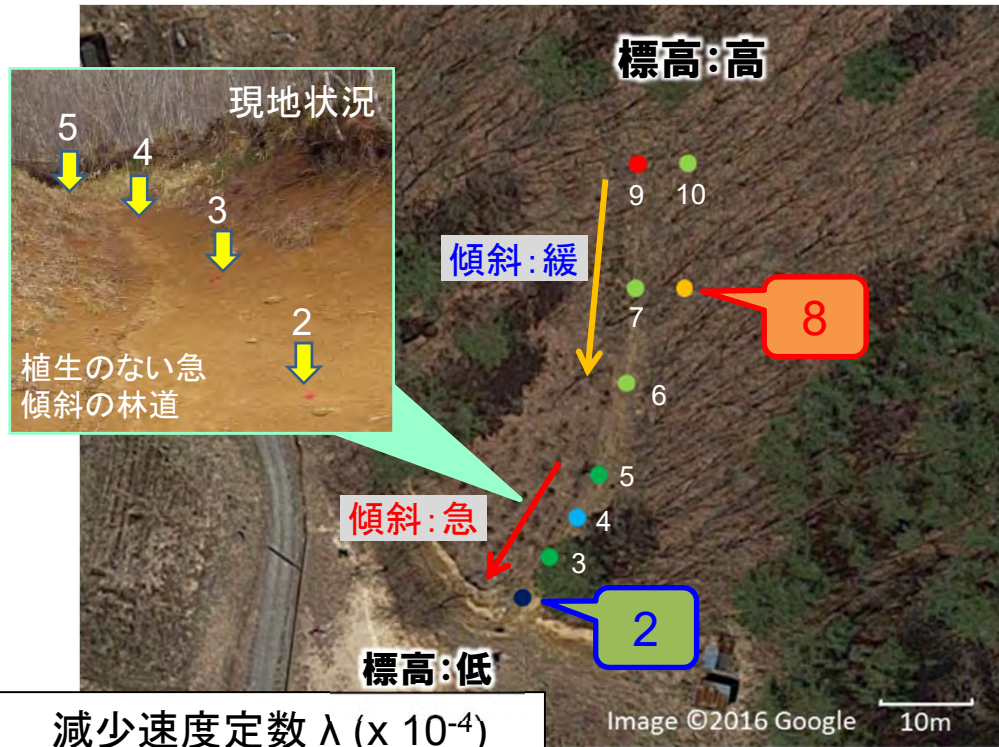 標高:高
現地状況
5
4
3
2
植生のない急
傾斜の林道
9
10
傾斜:緩
7
8
6
5
傾斜:急
4
3
2
標高:低
減少速度定数 λ (x 10-4)
Image ©2016 Google
10m